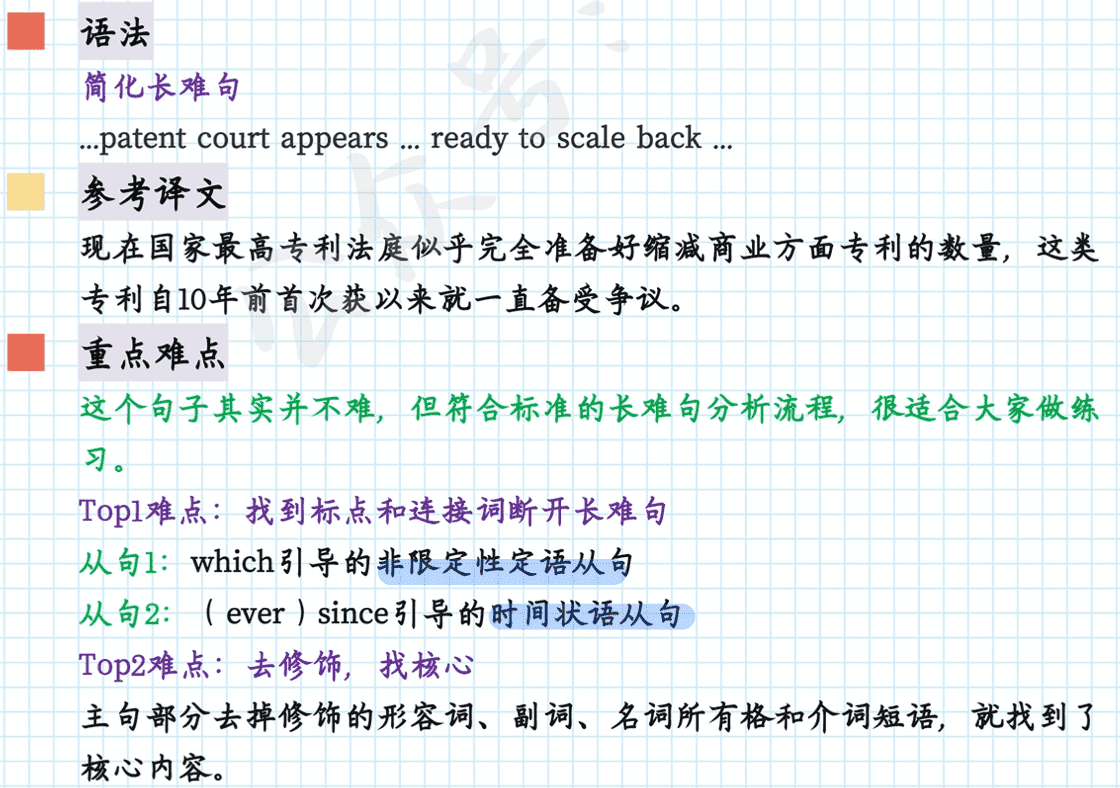 语法
简化长难句
...patent court appears ... ready to scale back ...
参考译文
现在国家最高专利法庭似乎完全准备好缩减商业方面专利的数量，这类
专利自10年前首次获以来就一直备受争议。
重点难点
这个句子其实并不难，但符合标准的长难句分析流程，很适合大家做练
习。
Top1难点：找到标点和连接词断开长难句
从句1：which引导的非限定性定语从句
从句2：（ever）since引导的时间状语从句
Top2难点：去修饰，找核心
主句部分去掉修饰的形容词、副词、名词所有格和介词短语，就找到了
核心内容。
公众号：